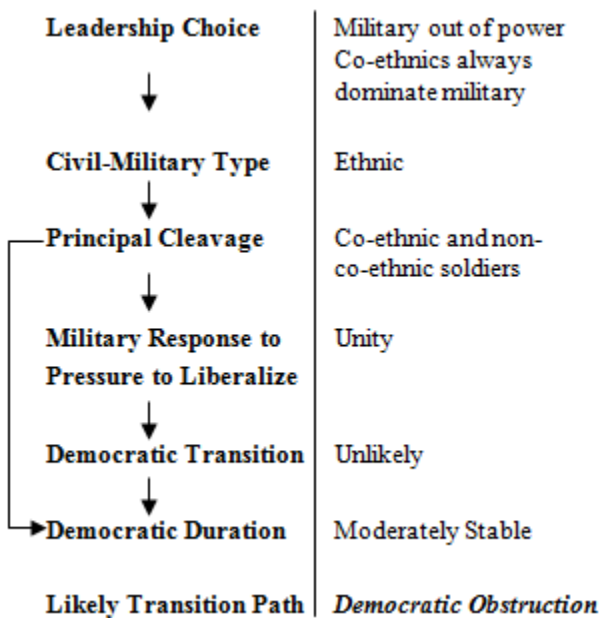 Leadership Choice
Military out of power
Co-ethnics always
dominate military
Civil-Military Type
Ethnic
Principal Cleavage
Co-ethnic and non-
co-ethnic soldiers
Military Response to
Pressure to Liberalize
Unity
Democratic Transition
Unlikely
Democratic Duration
Moderately Stable
Likely Transition Path
Democratic Obstruction